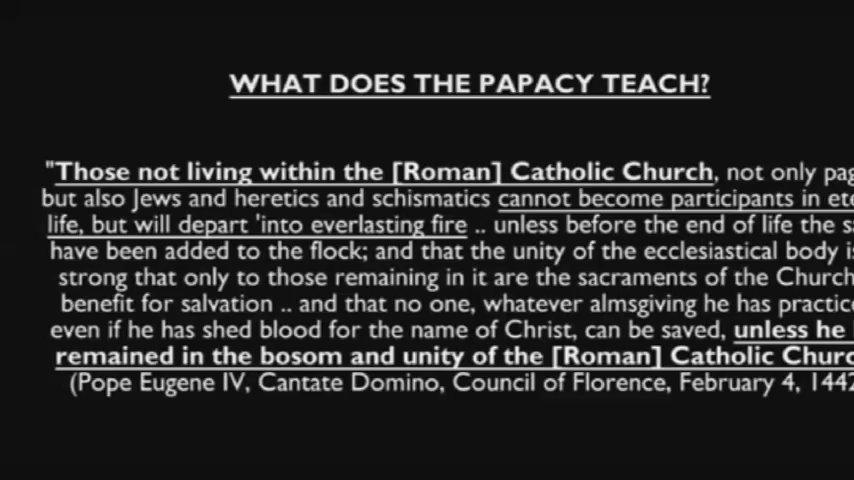 WHAT DOES THE PAPACY TEACH?
"Those not living within the [Roman] Catholic Church, not only
but also Jews and heretics and schismatics cannot become participants in
life, but will depart 'into everlasting fire .. unless before the end of life the
have been added to the flock; and that the unity of the ecclesiastical body
strong that only to those remaining in it are the sacraments of the Church
benefit for salvation .. and that no one, whatever almsgiving he has
even if he has shed blood for the name of Christ, can be saved, unless he
remained in the bosom and unity of the [Roman] Catholic
(Pope Eugene IV, Cantate Domino, Council of Florence, February 4, 1442